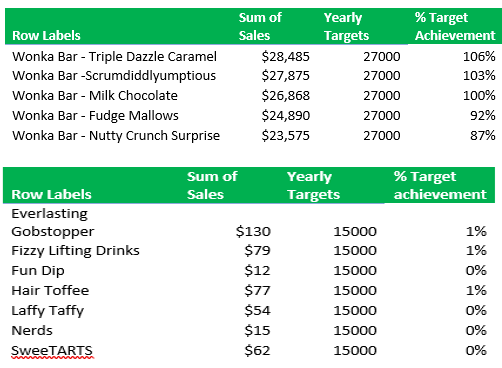 Row Labels Sum of Sales Yearly Targets % Target Achievement
Wonka Bar - Triple Dazzle Caramel $28,485 27000 106%
Wonka Bar -Scrumdiddlyumptious $27,875 27000 103%
Wonka Bar - Milk Chocolate $26,868 27000 100%
Wonka Bar - Fudge Mallows $24,890 27000 92%
Wonka Bar - Nutty Crunch Surprise $23,575 27000 87%
Row Labels Sum of Sales Yearly Targets % Target achievement
Everlasting
Gobstopper $130 15000 1%
Fizzy Lifting Drinks $79 15000 1%
Fun Dip $12 15000 0%
Hair Toffee $77 15000 1%
Laffy Taffy $54 15000 0%
Nerds $15 15000 0%
SweeTARTS $62 15000 0%